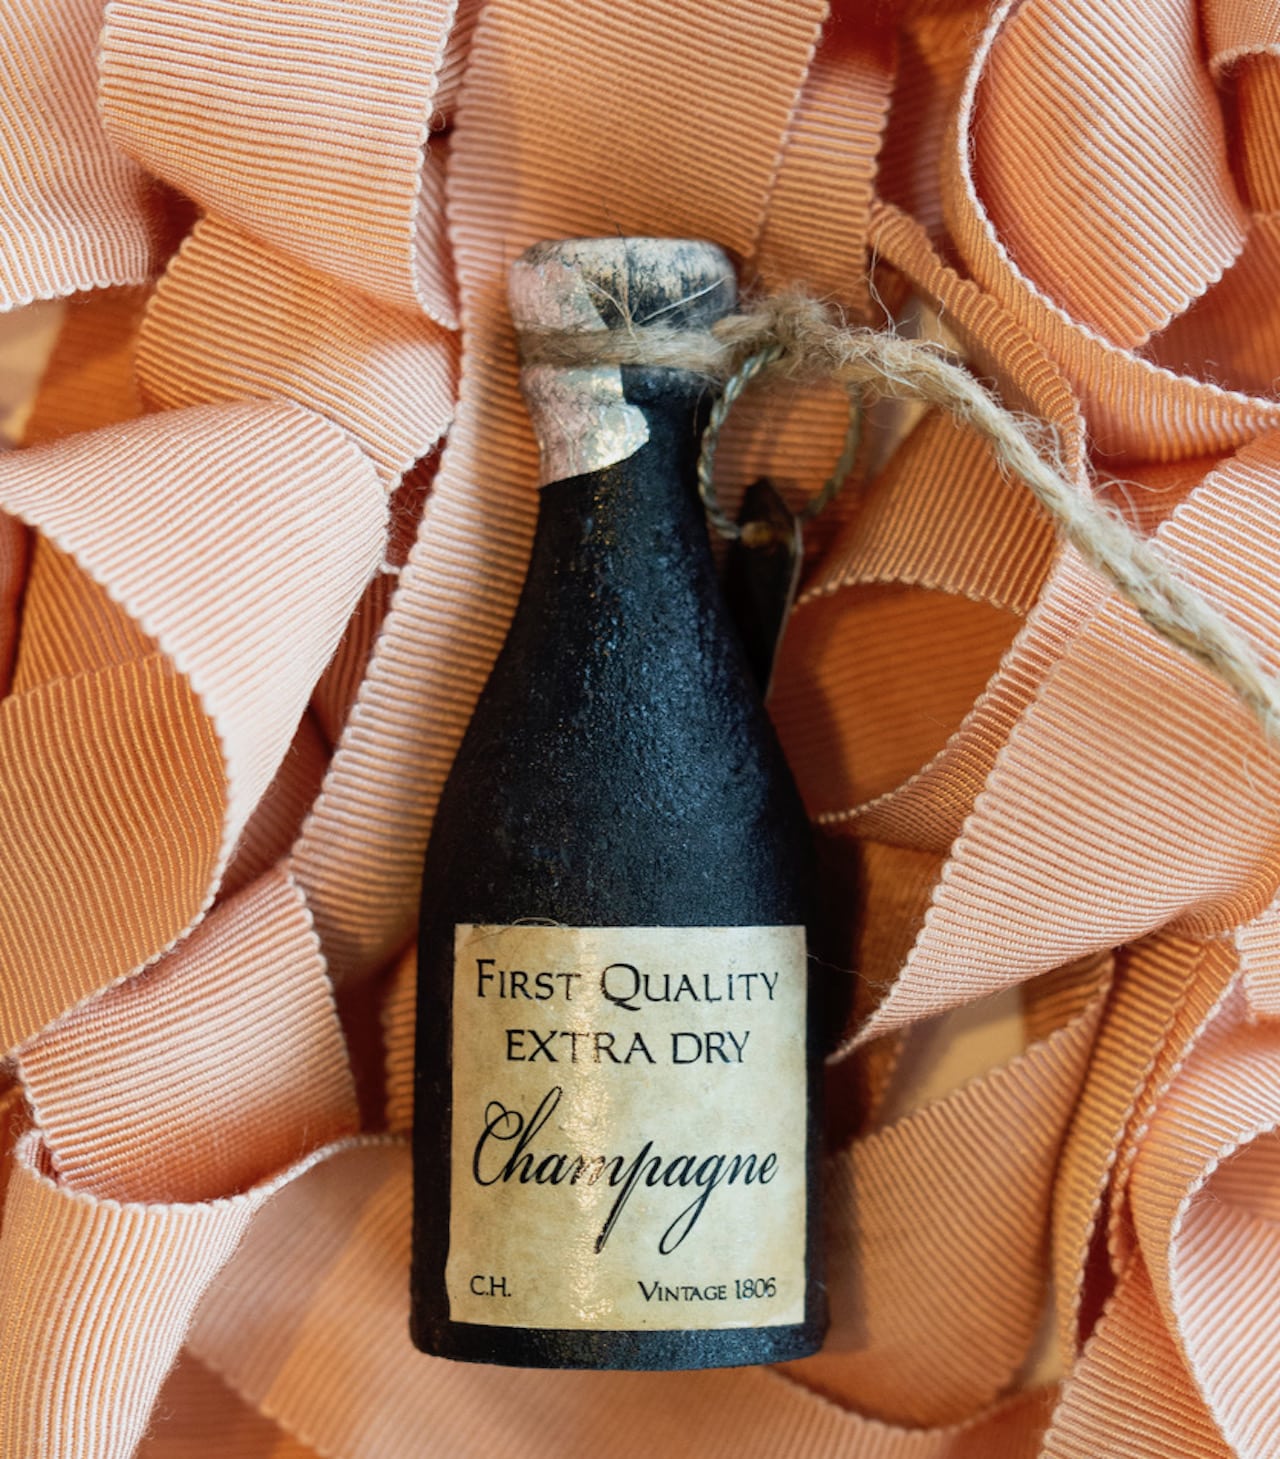 First Quality
EXTRA DRY
Champagne
C.H. Vintage 1806